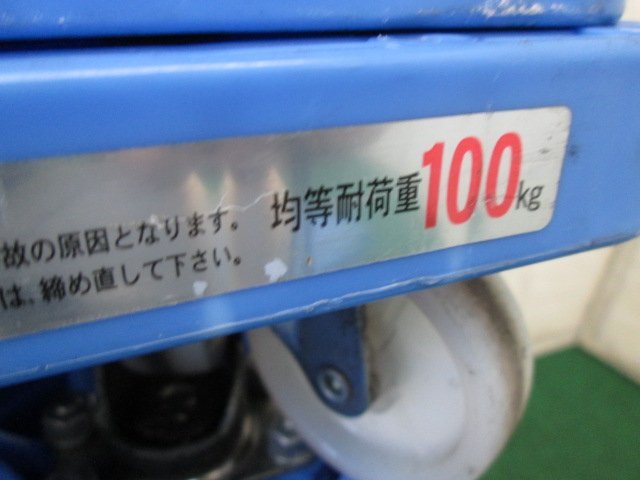 故の原因となります。
は、締め直して下さい。
均等耐荷重100kg